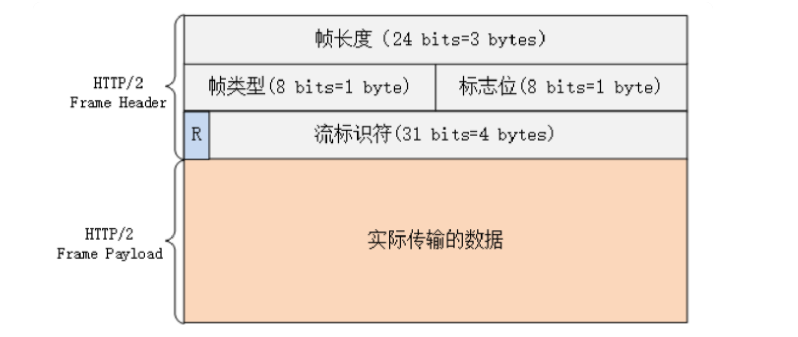 帧长度（24 bits=3 bytes）
HTTP/2
Frame Header
帧类型(8 bits=1 byte)
标志位(8 bits=1 byte)
R
流标识符(31 bits=4 bytes)
HTTP/2
Frame Payload
实际传输的数据